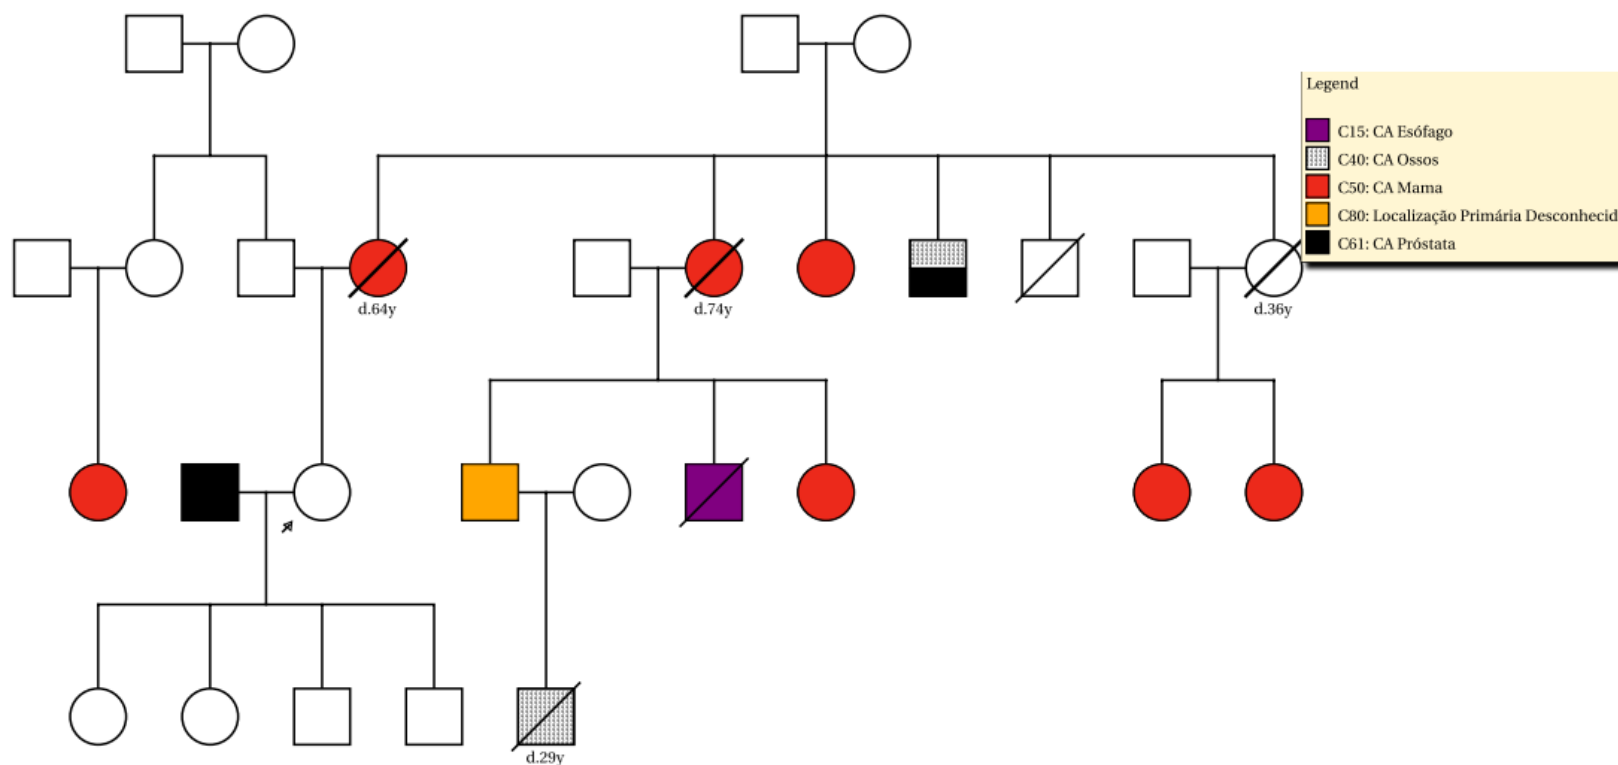 Legend
C15: CA Esófago
C40: CA Ossos
C50: CA Mama
C80: Localização Primária Desconhecid
C61: CA Próstata
d.64y
d.74y
d.36y
d.29y